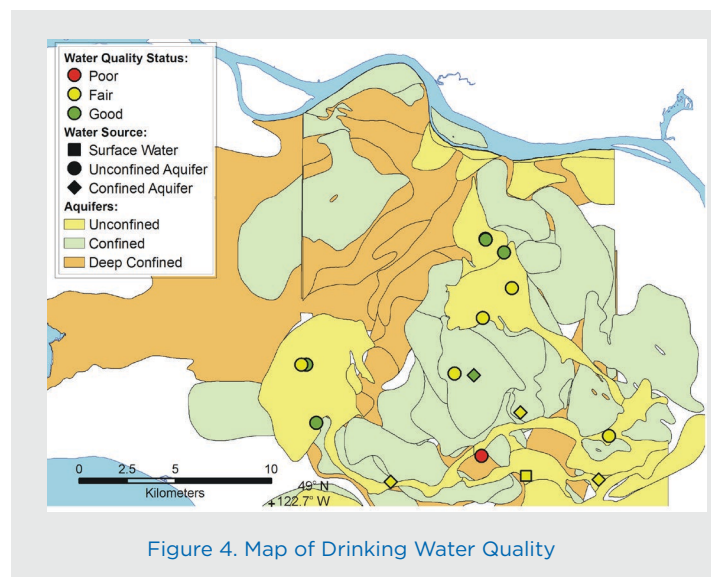 Water Quality Status:
Poor
Fair
Good
Water Source:
Surface Water
Unconfined Aquifer
Confined Aquifer
Aquifers:
Unconfined
Confined
Deep Confined
0 2.5 5 10
Kilometers
49° N
+122.7° W
Figure 4. Map of Drinking Water Quality